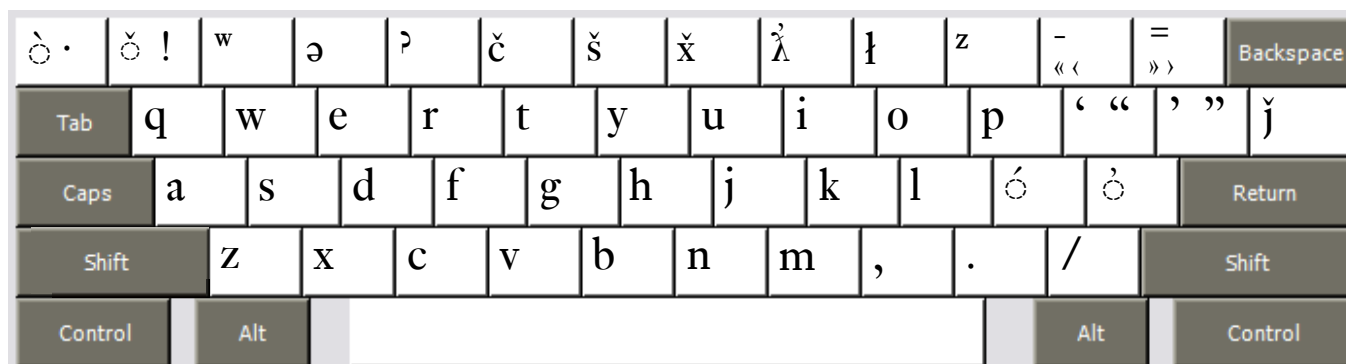 ◌̀ · ◌̌ ! ʷ ə ˀ č š x̌ ƛ̓ ł ᶻ - « ‹ = » › Backspace
Tab q w e r t y u i o p ‘ “ ’ ” ǰ
Caps a s d f g h j k l ◌́ ◌̓ Return
Shift z x c v b n m , . / Shift
Control Alt Alt Control